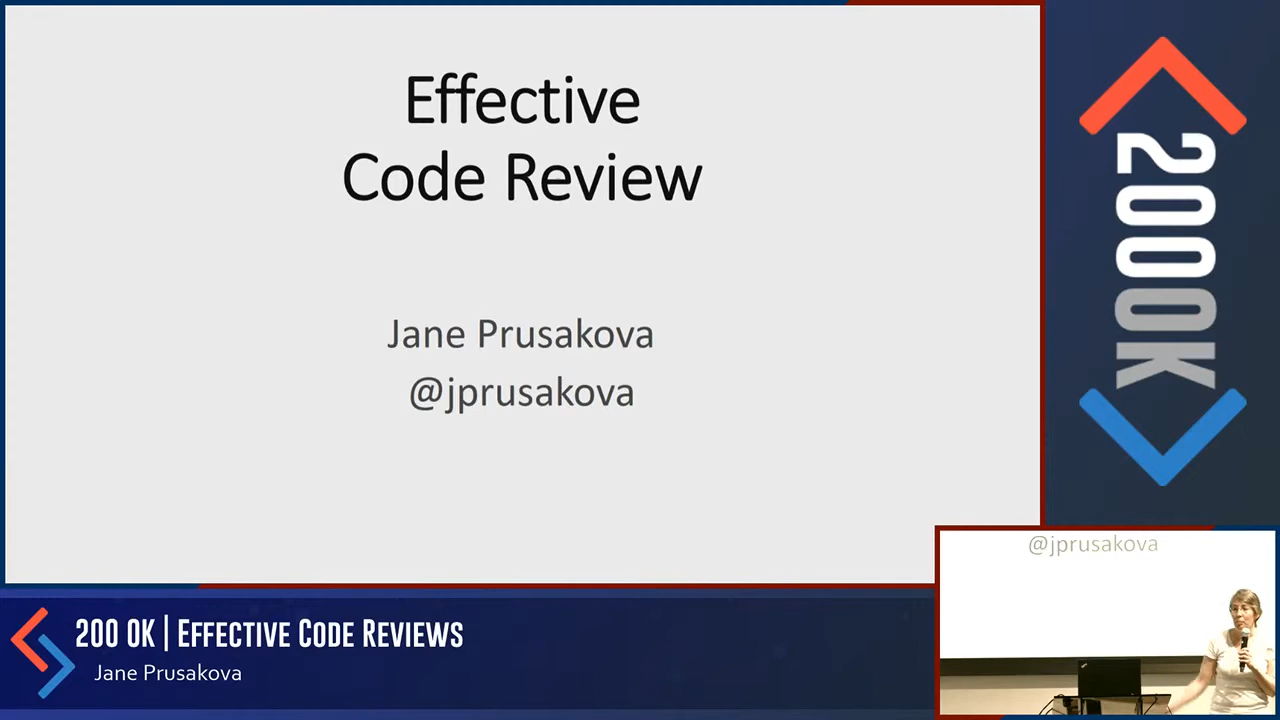 Effective
Code Review
Jane Prusakova
@jprusakova
200 OK
@jprusakova
200 OK | Effective Code Reviews
Jane Prusakova